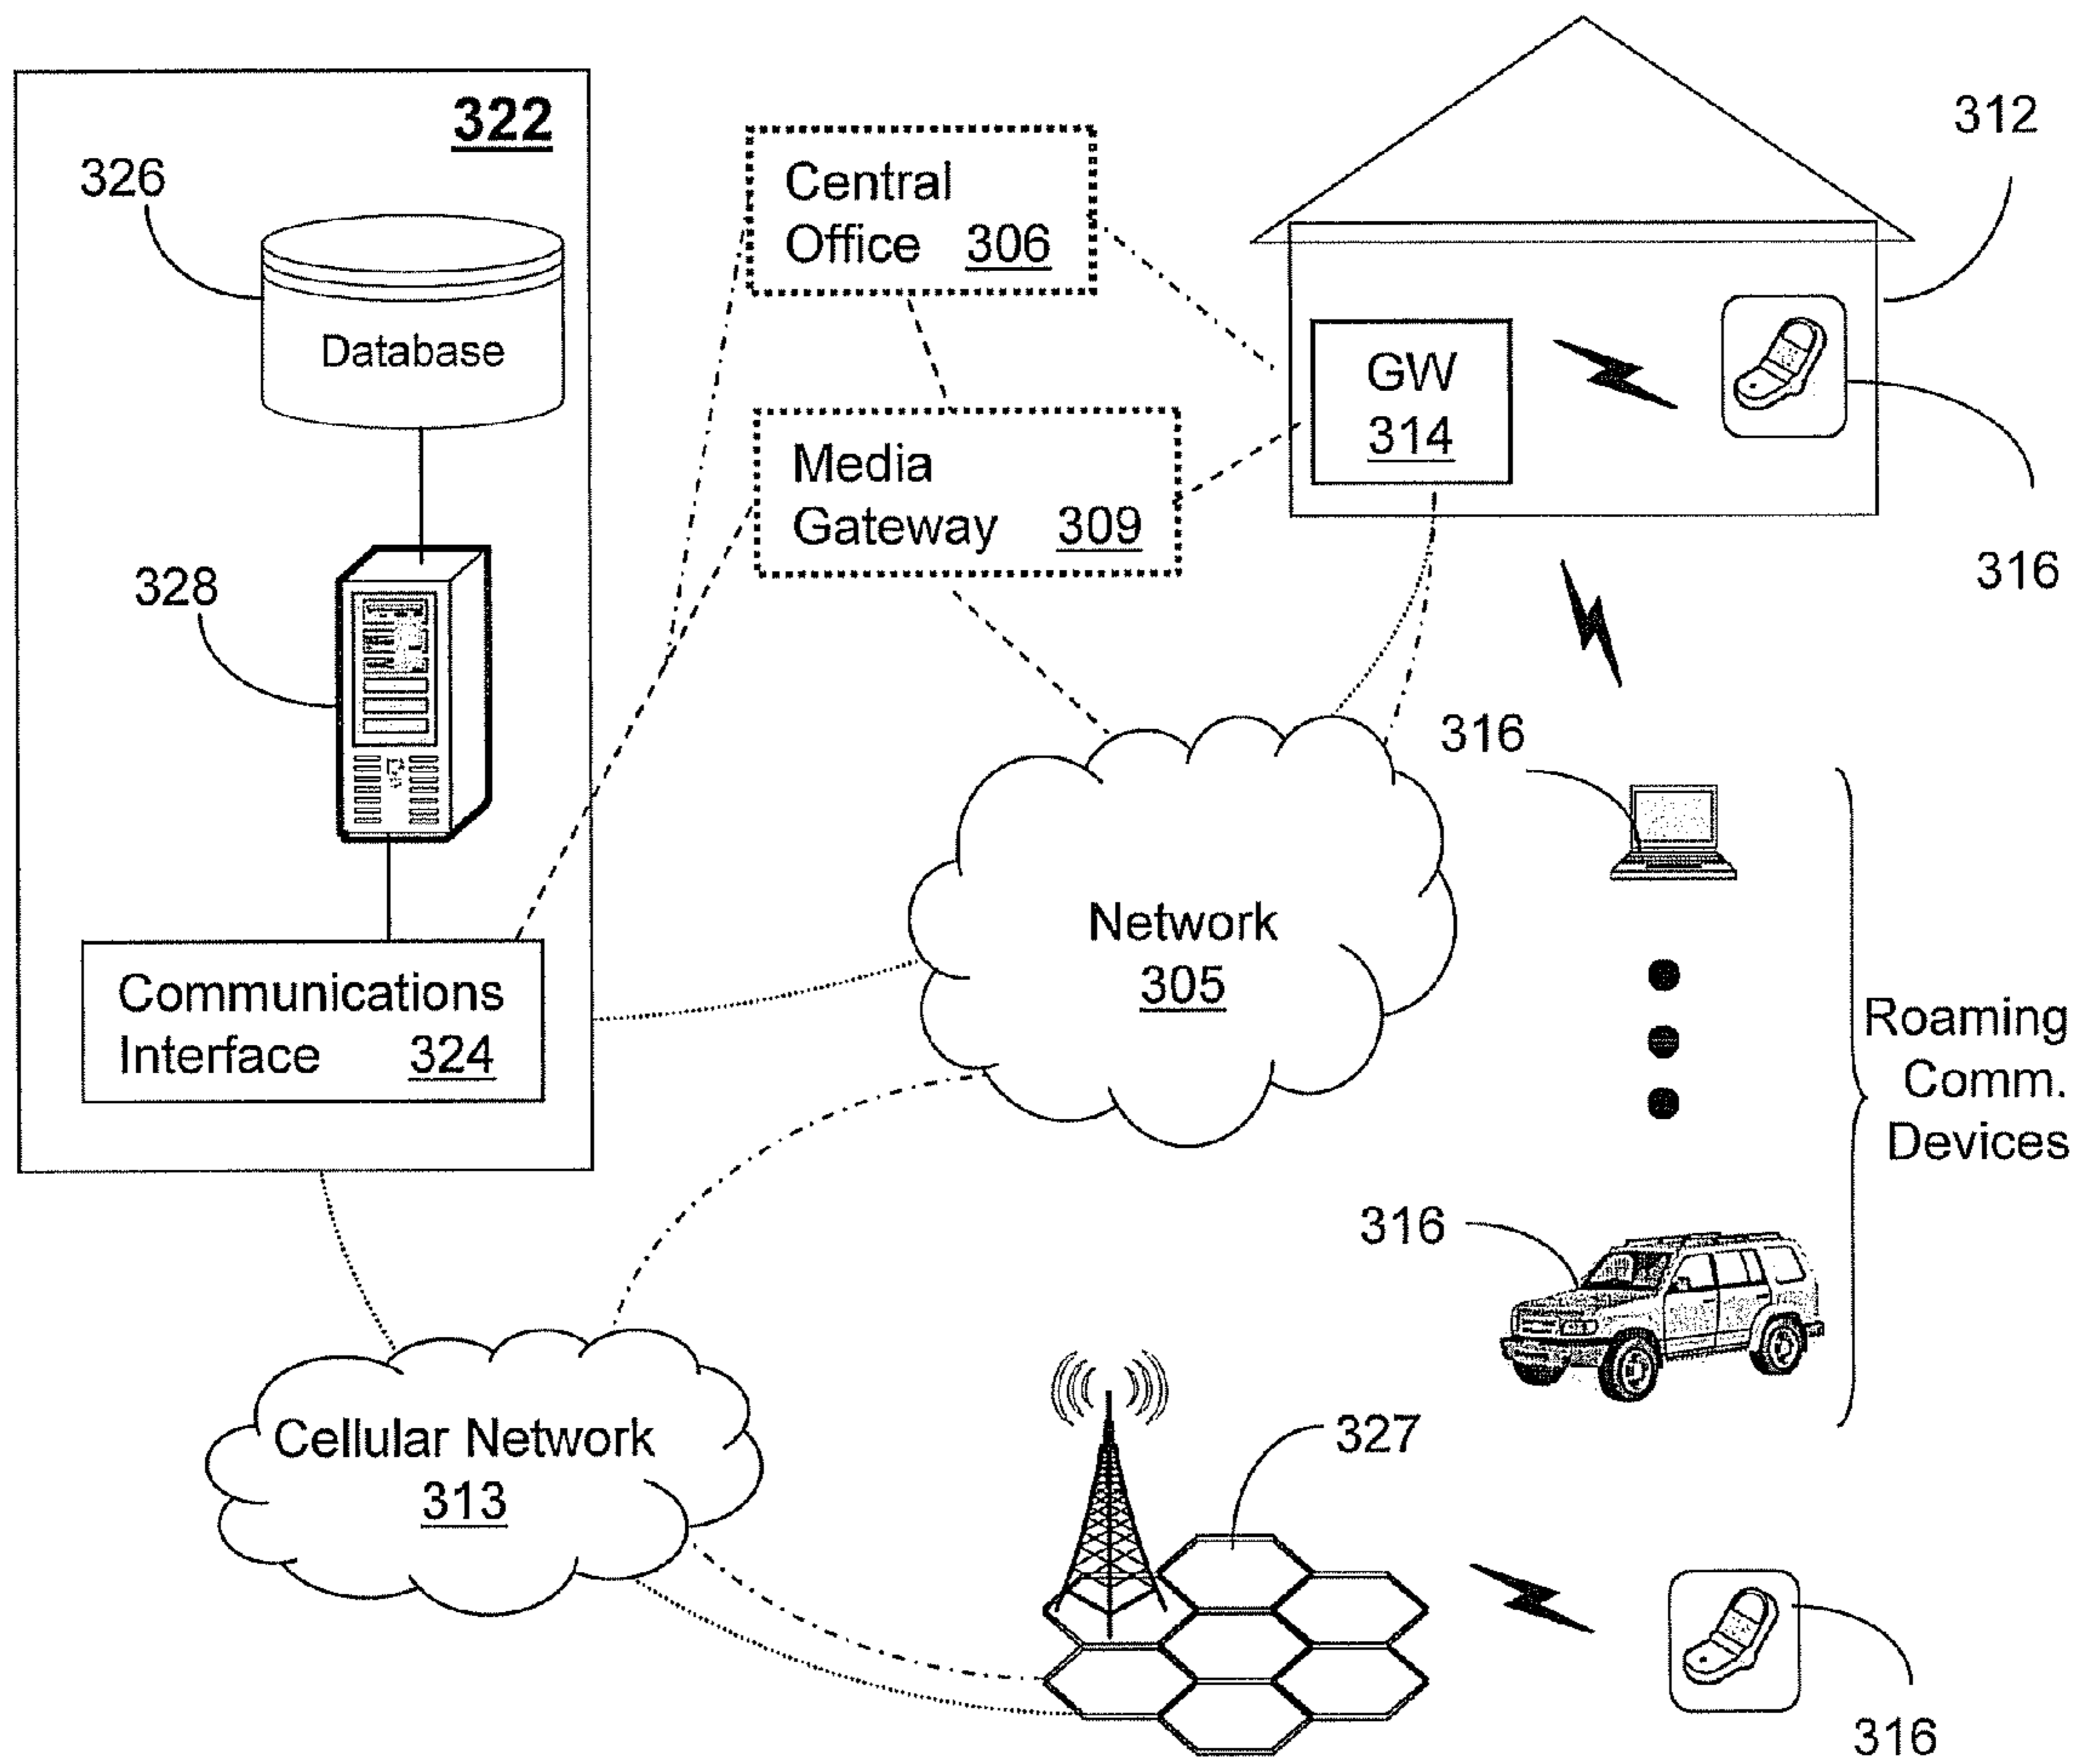 322
326
Database
328
Communications
Interface 324
Central
Office 306
Media
Gateway 309
312
GW
314
316
316
Network
305
Roaming
Comm.
Devices
316
Cellular Network
313
327
316